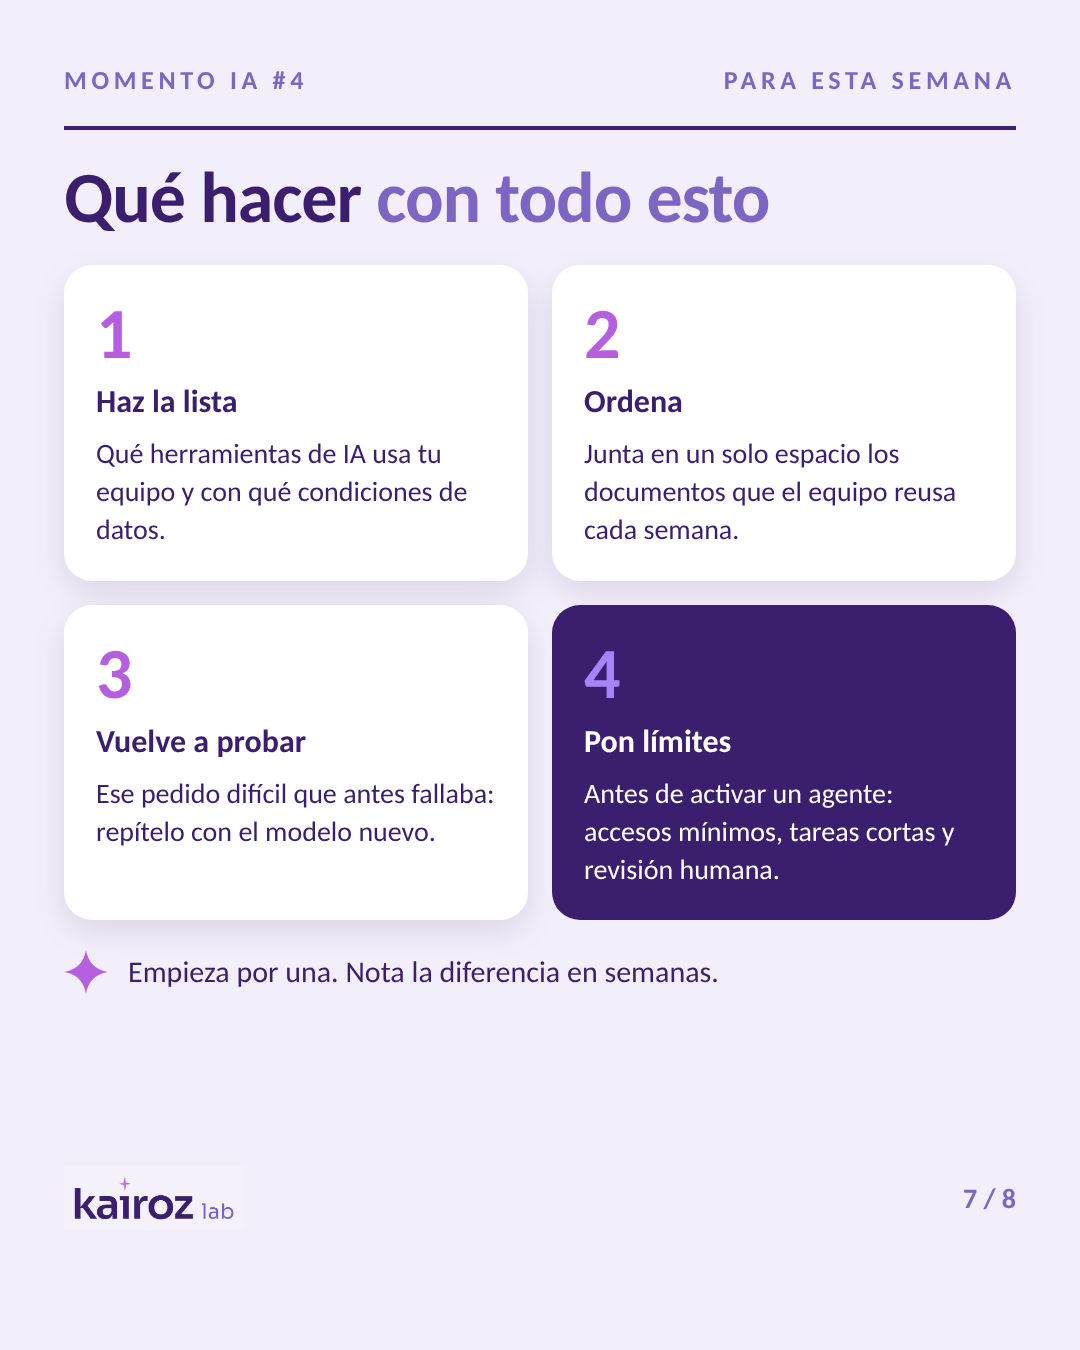 MOMENTO IA #4
PARA ESTA SEMANA
Qué hacer con todo esto
1
Haz la lista
Qué herramientas de IA usa tu
equipo y con qué condiciones de
datos.
2
Ordena
Junta en un solo espacio los
documentos que el equipo reusa
cada semana.
3
Vuelve a probar
Ese pedido difícil que antes fallaba:
repítelo con el modelo nuevo.
4
Pon límites
Antes de activar un agente:
accesos mínimos, tareas cortas y
revisión humana.
Empieza por una. Nota la diferencia en semanas.
kairoz lab
7 / 8